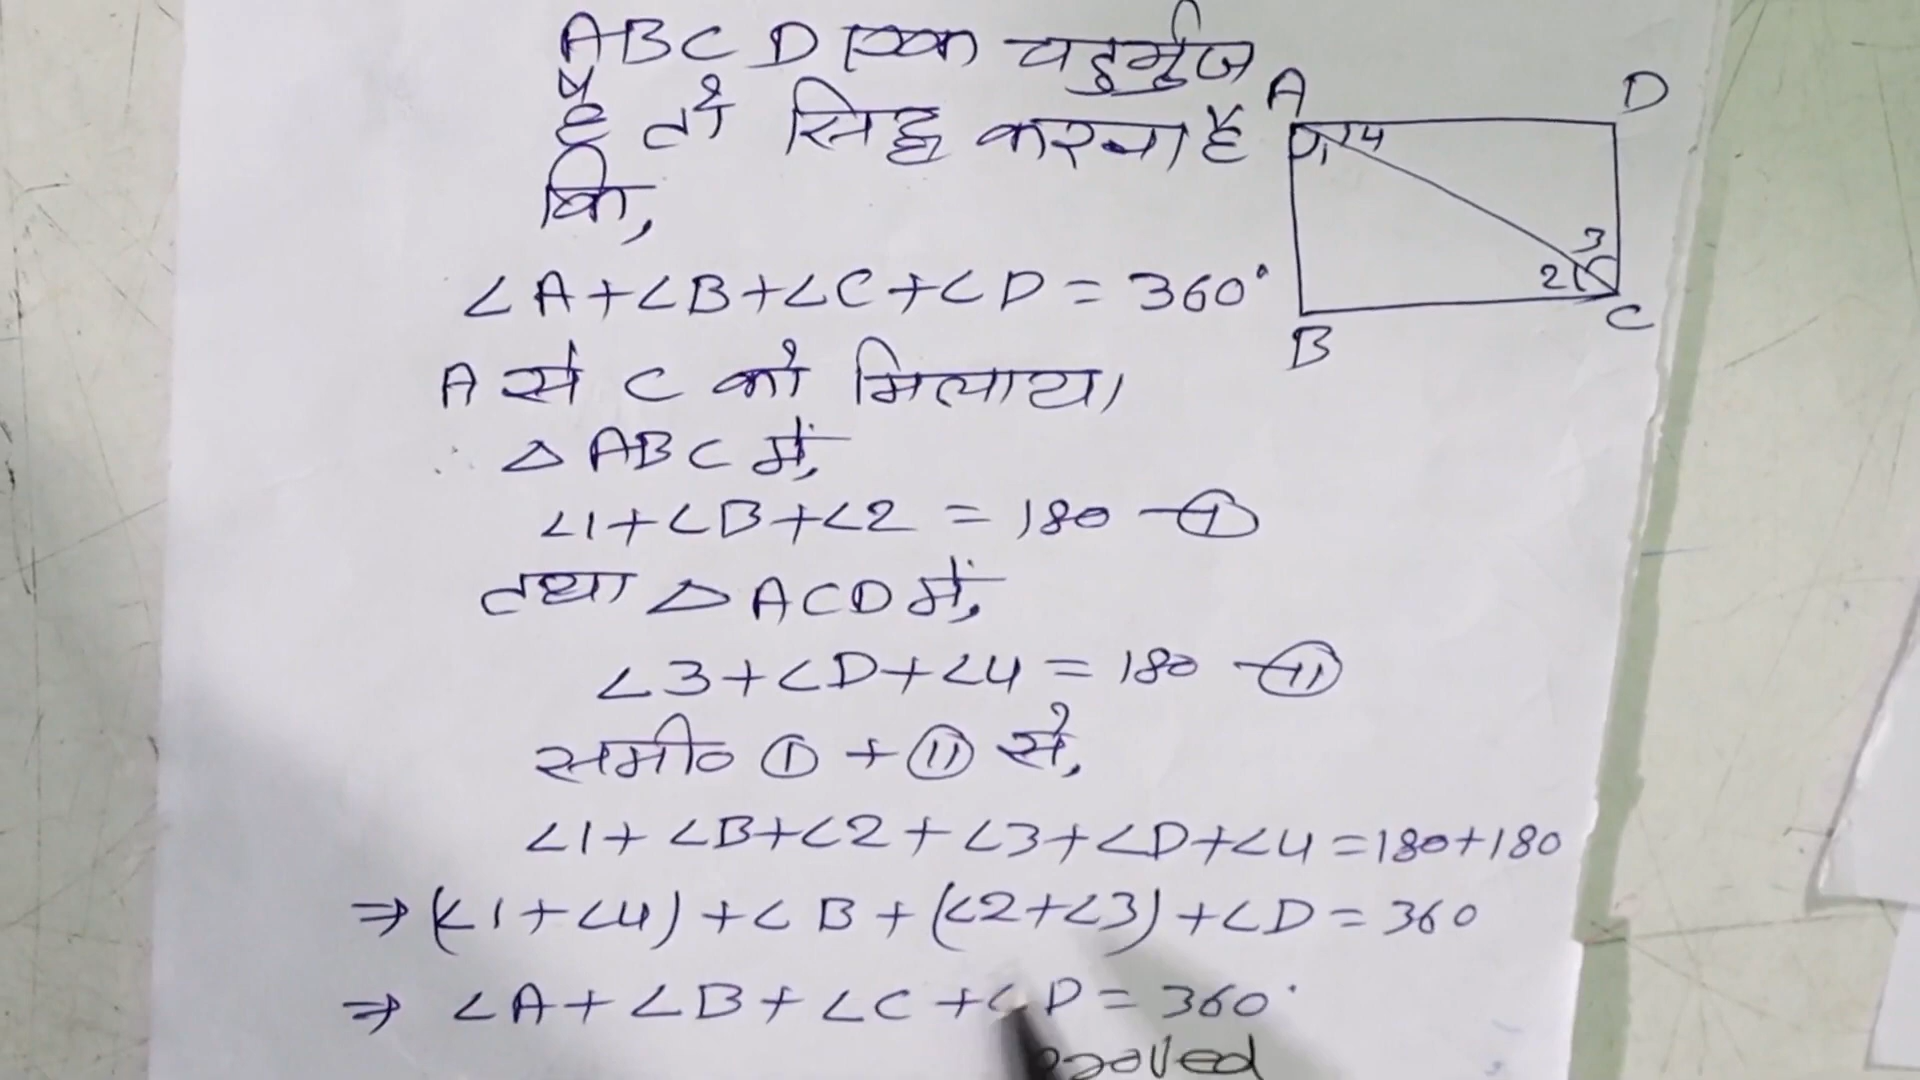 ABCD एक चतुर्भुज
है तो सिद्ध करना है
कि,
∠A+∠B+∠C+∠D = 360°
A से C को मिलाया।
∴ △ABC में,
∠1+∠B+∠2 = 180 —Ⓘ
तथा △ACD में,
∠3+∠D+∠4 = 180 —(II)
समी० Ⓘ + (II) से,
∠1+∠B+∠2+∠3+∠D+∠4=180+180
⇒(∠1+∠4)+∠B+(∠2+∠3)+∠D=360
⇒ ∠A+∠B+∠C+∠D=360°
proved
A D
1 4
3
2
B C